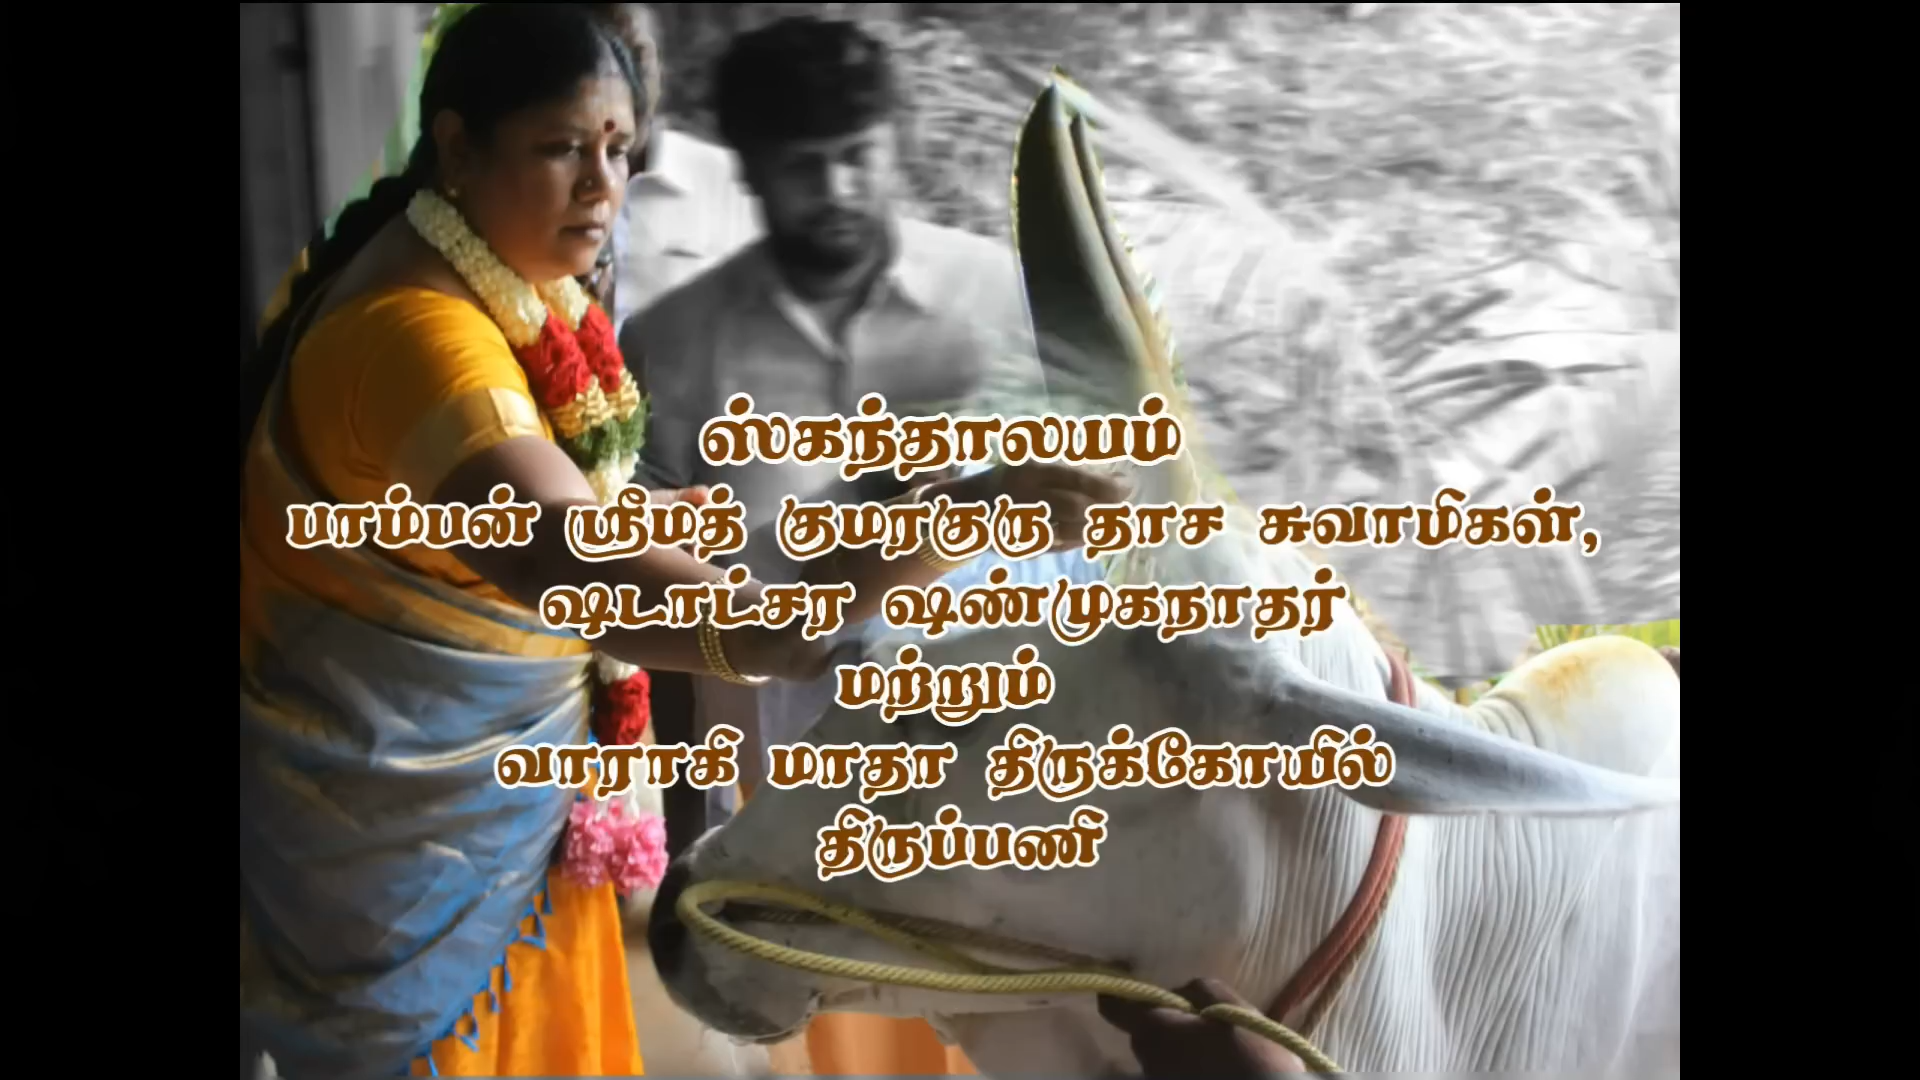 ஸ்கந்தாலயம்
பாம்பன் ஸ்ரீமத் குமரகுரு தாச சுவாமிகள்,
ஷடாட்சர ஷண்முகநாதர்
மற்றும்
வாராகி மாதா திருக்கோயில்
திருப்பணி